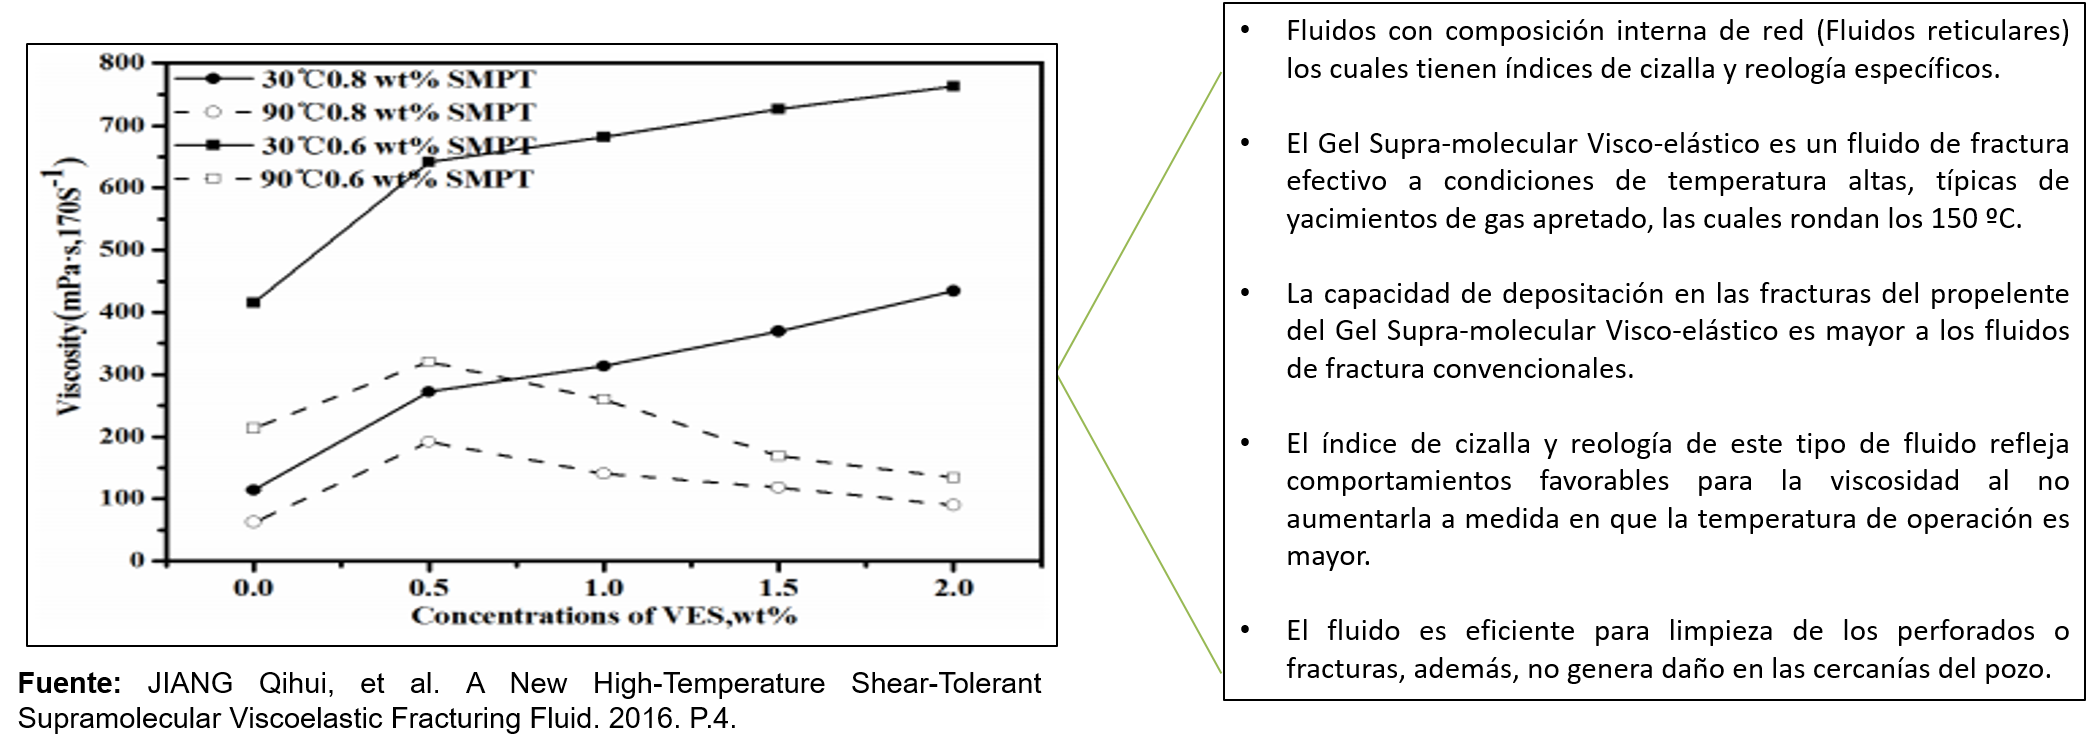 800
700
600
500
400
300
200
100
0
Viscosity(mPa·s,170S⁻¹)
30℃0.8 wt% SMPT
90℃0.8 wt% SMPT
30℃0.6 wt% SMPT
90℃0.6 wt% SMPT
0.0 0.5 1.0 1.5 2.0
Concentrations of VES,wt%
Fuente: JIANG Qihui, et al. A New High-Temperature Shear-Tolerant
Supramolecular Viscoelastic Fracturing Fluid. 2016. P.4.
• Fluidos con composición interna de red (Fluidos reticulares)
los cuales tienen índices de cizalla y reología específicos.
• El Gel Supra-molecular Visco-elástico es un fluido de fractura
efectivo a condiciones de temperatura altas, típicas de
yacimientos de gas apretado, las cuales rondan los 150 ºC.
• La capacidad de depositación en las fracturas del propelente
del Gel Supra-molecular Visco-elástico es mayor a los fluidos
de fractura convencionales.
• El índice de cizalla y reología de este tipo de fluido refleja
comportamientos favorables para la viscosidad al no
aumentarla a medida en que la temperatura de operación es
mayor.
• El fluido es eficiente para limpieza de los perforados o
fracturas, además, no genera daño en las cercanías del pozo.